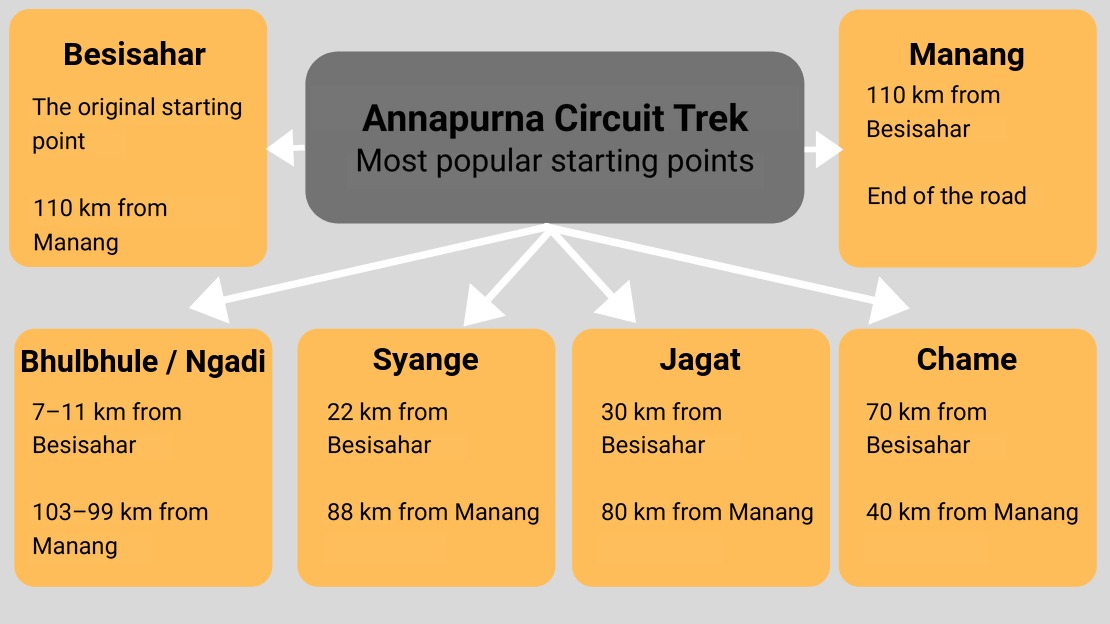 Annapurna Circuit Trek
Most popular starting points
Besisahar
The original starting
point
110 km from
Manang
Manang
110 km from
Besisahar
End of the road
Bhulbhule / Ngadi
7–11 km from
Besisahar
103–99 km from
Manang
Syange
22 km from
Besisahar
88 km from Manang
Jagat
30 km from
Besisahar
80 km from Manang
Chame
70 km from
Besisahar
40 km from Manang